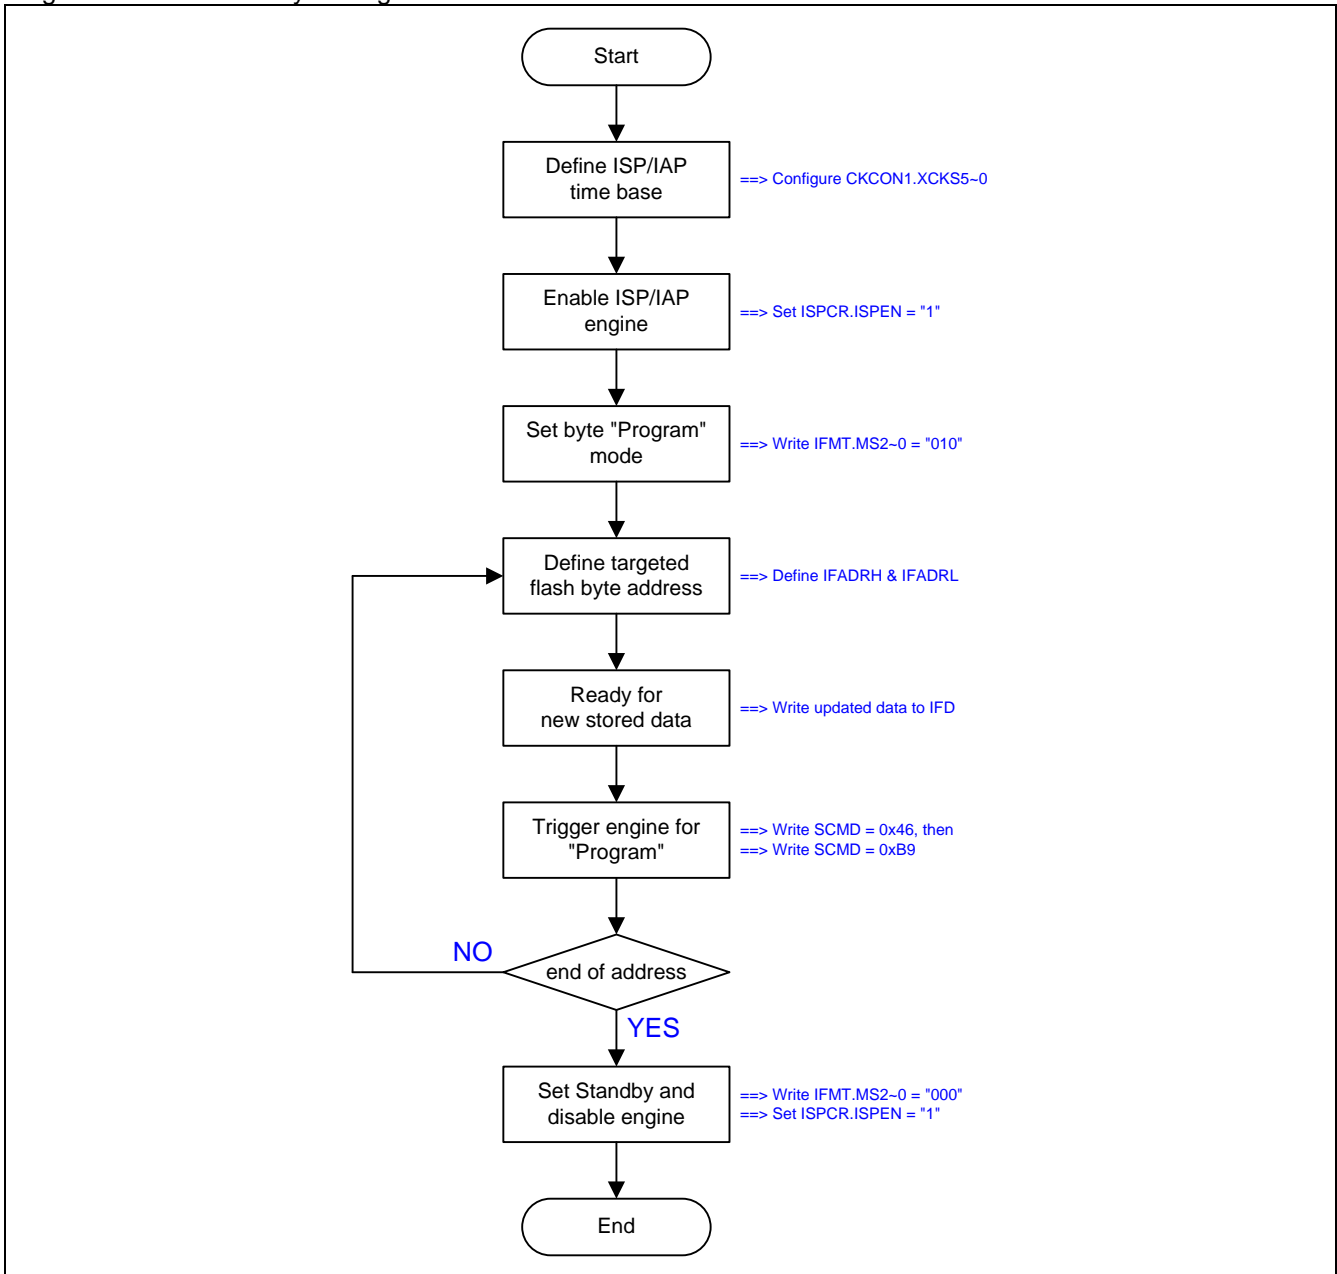 Start
Define ISP/IAP
time base
==> Configure CKCON1.XCKS5~0
Enable ISP/IAP
engine
==> Set ISPCR.ISPEN = "1"
Set byte "Program"
mode
==> Write IFMT.MS2~0 = "010"
Define targeted
flash byte address
==> Define IFADRH & IFADRL
Ready for
new stored data
==> Write updated data to IFD
Trigger engine for
"Program"
==> Write SCMD = 0x46, then
==> Write SCMD = 0xB9
NO
end of address
YES
Set Standby and
disable engine
==> Write IFMT.MS2~0 = "000"
==> Set ISPCR.ISPEN = "1"
End